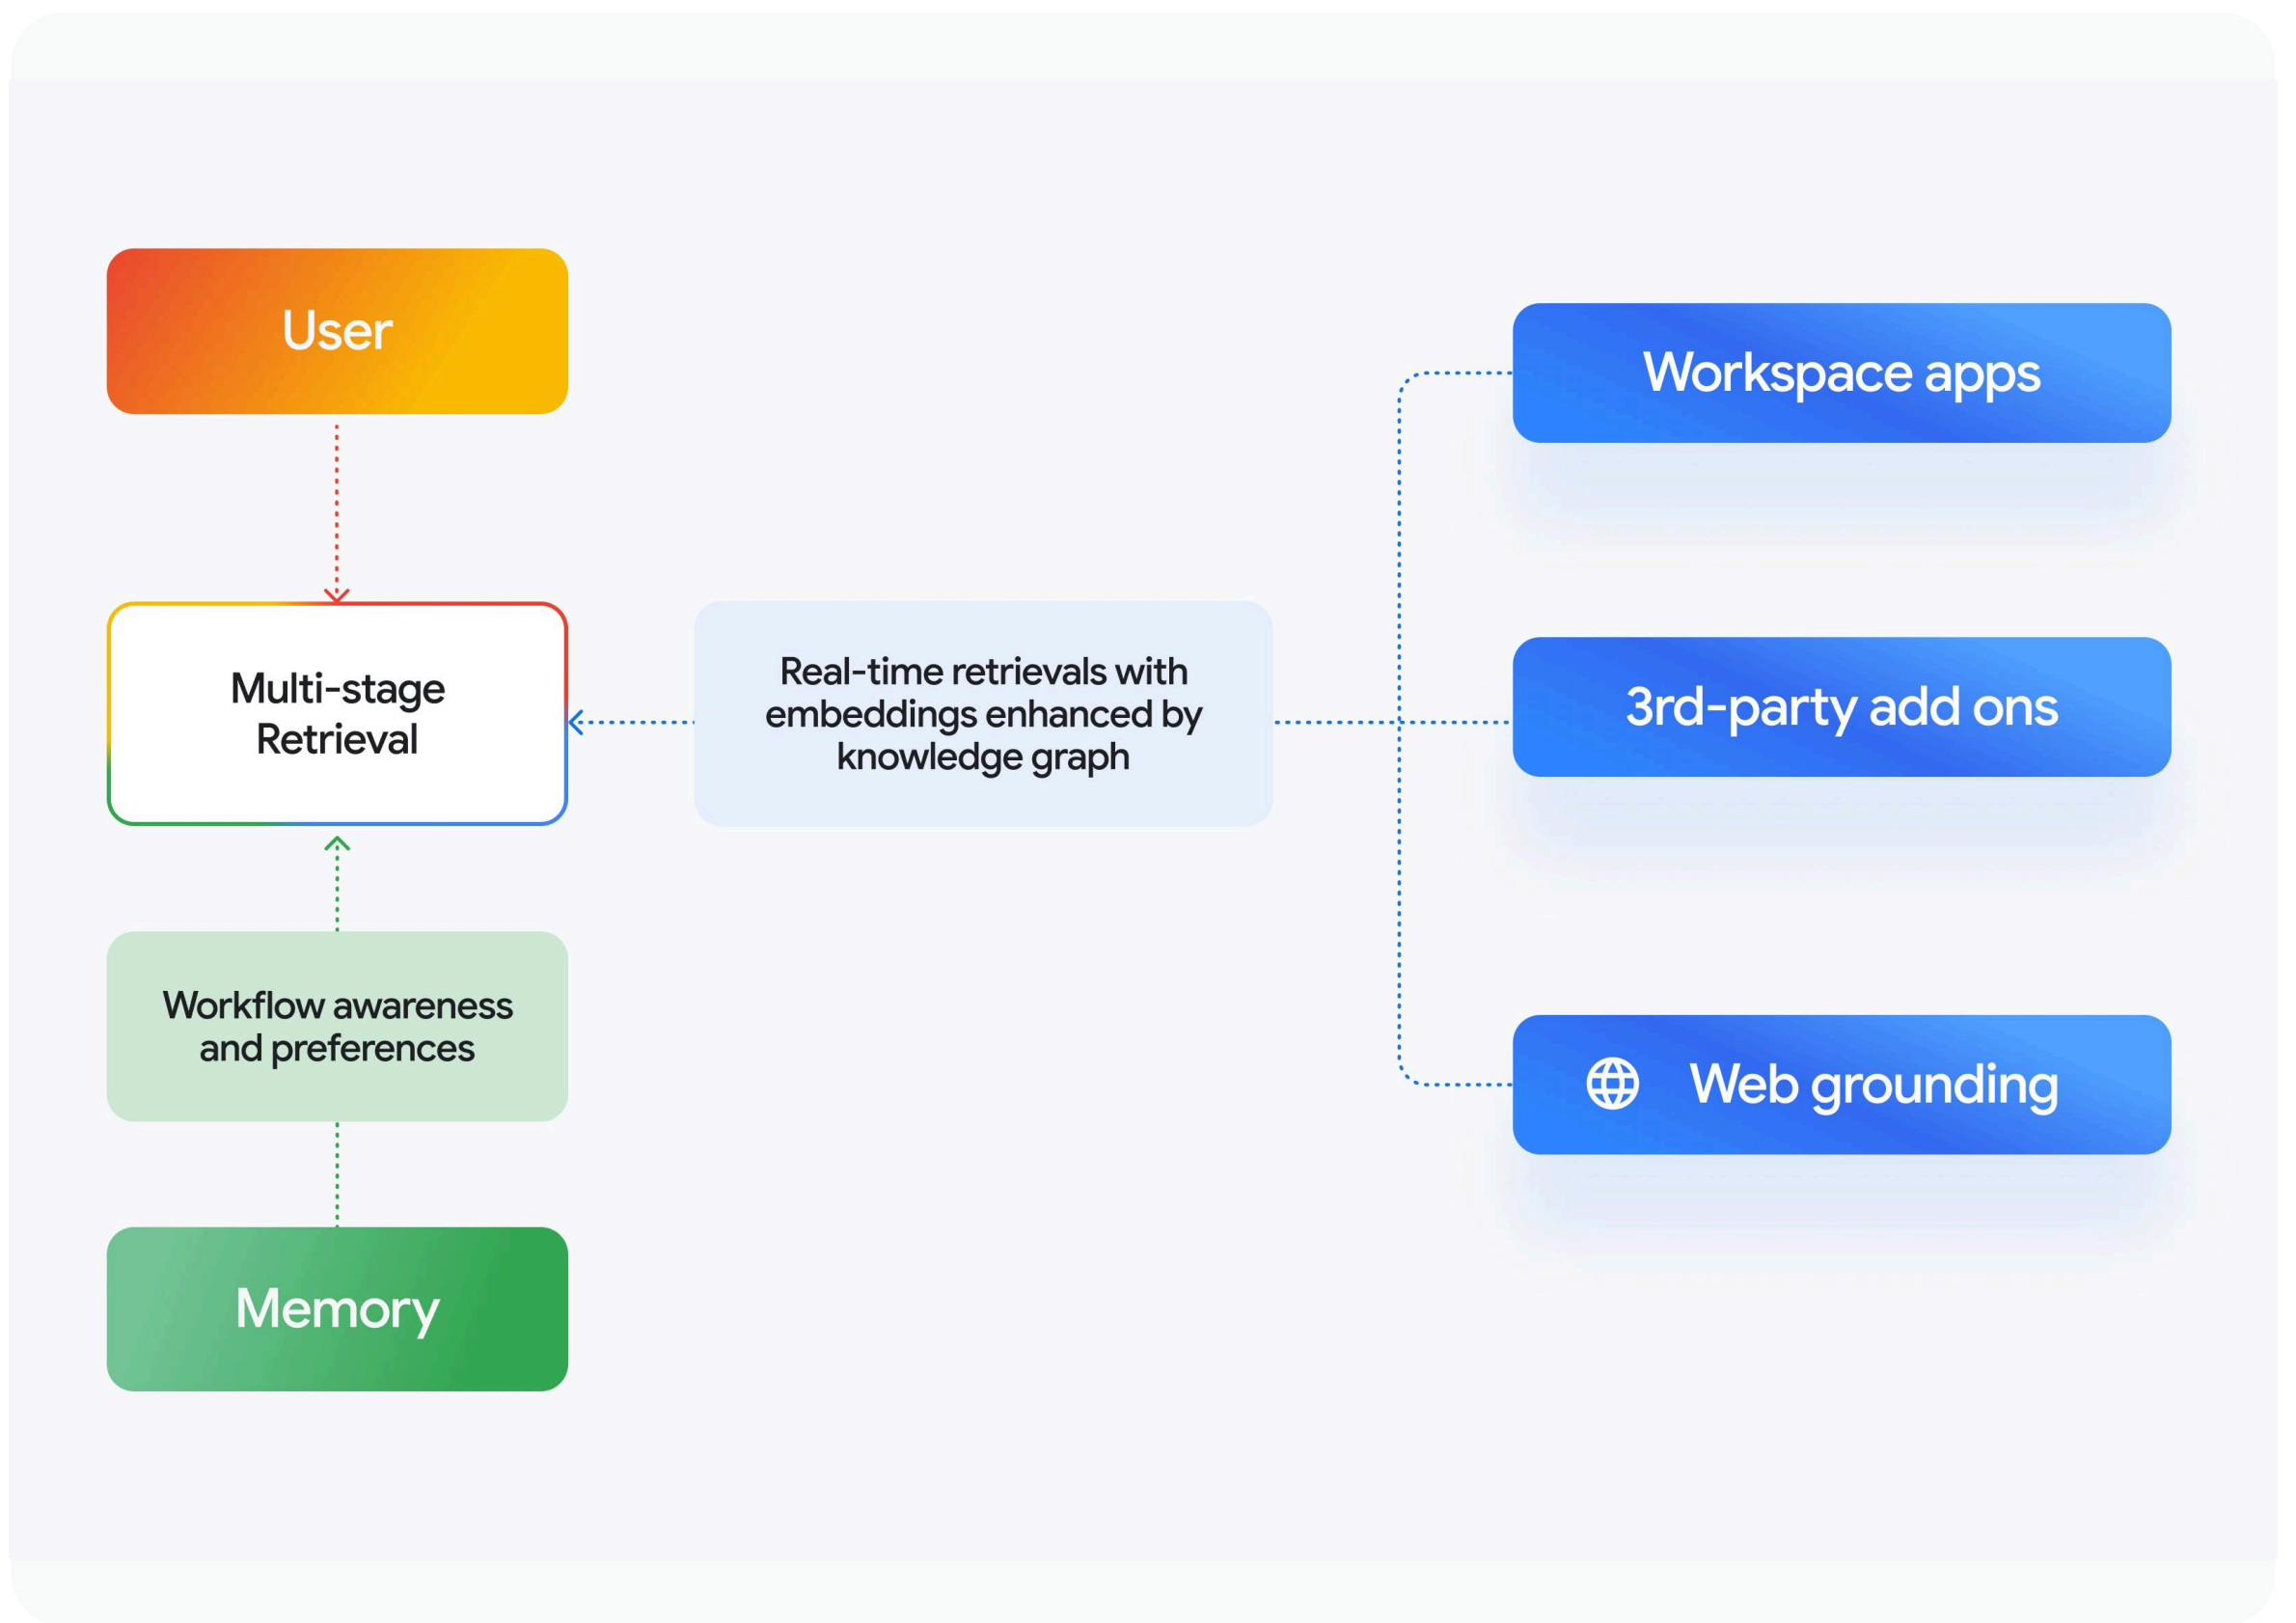 User
Workspace apps
Multi-stage
Retrieval
Real-time retrievals with
embeddings enhanced by
knowledge graph
3rd-party add ons
Workflow awareness
and preferences
Web grounding
Memory